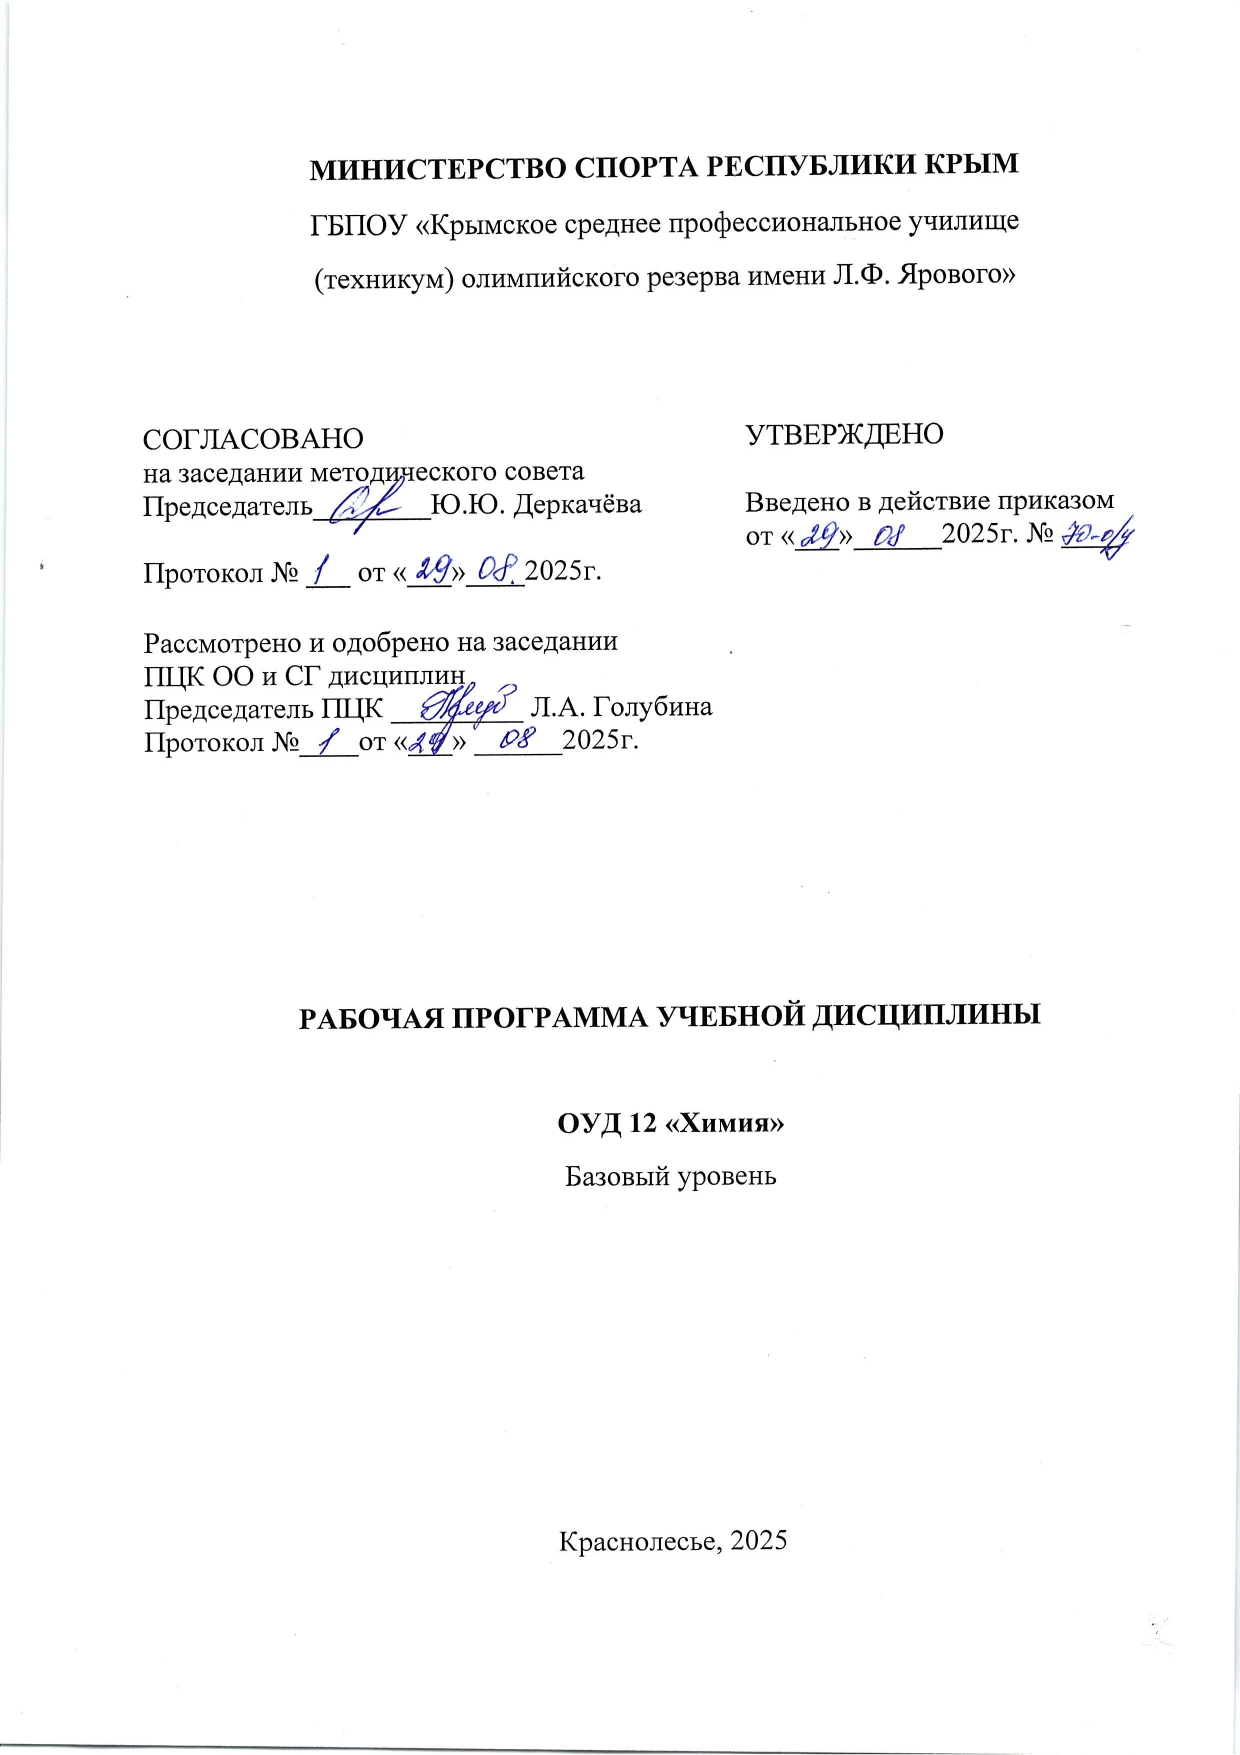 МИНИСТЕРСТВО СПОРТА РЕСПУБЛИКИ КРЫМ
ГБПОУ «Крымское среднее профессиональное училище
(техникум) олимпийского резерва имени Л.Ф. Ярового»
СОГЛАСОВАНО
на заседании методического совета
Председатель Ю.Ю. Деркачёва
Протокол № 1 от «29» 08.2025г.
Рассмотрено и одобрено на заседании
ПЦК ОО и СГ дисциплин
Председатель ПЦК Л.А. Голубина
Протокол № 1 от «29» 08 2025г.
УТВЕРЖДЕНО
Введено в действие приказом
от «29» 08 2025г. №
РАБОЧАЯ ПРОГРАММА УЧЕБНОЙ ДИСЦИПЛИНЫ
ОУД 12 «Химия»
Базовый уровень
Краснолесье, 2025